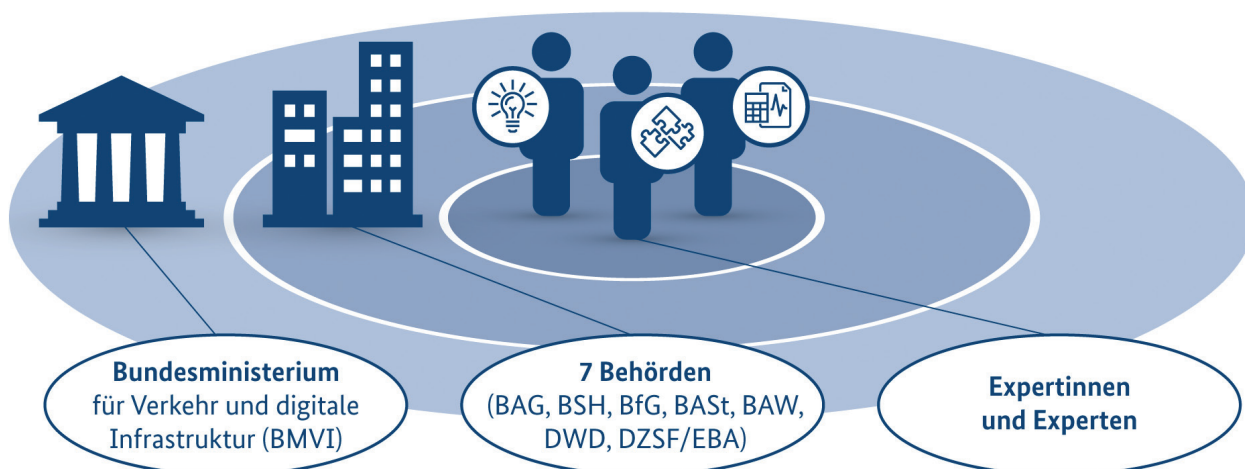 Bundesministerium
für Verkehr und digitale
Infrastruktur (BMVI)
7 Behörden
(BAG, BSH, BfG, BASt, BAW,
DWD, DZSF/EBA)
Expertinnen
und Experten